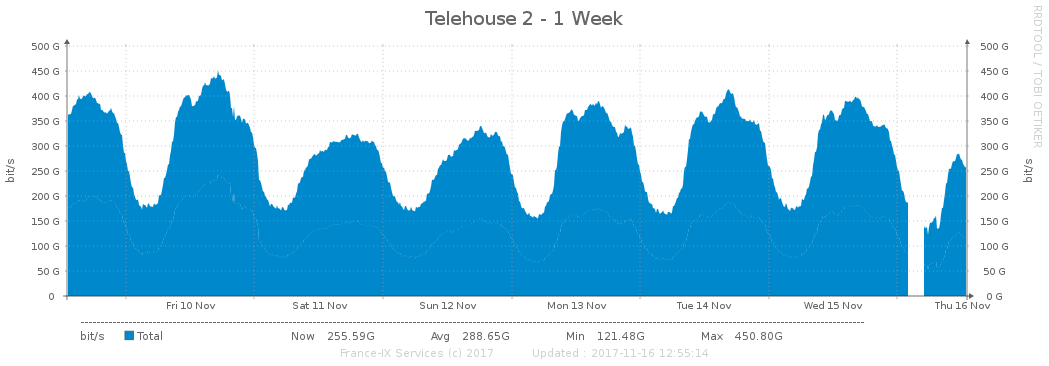 Telehouse 2 - 1 Week
RRDTOOL / TOBI OETIKER
500 G 500 G
450 G 450 G
400 G 400 G
350 G 350 G
300 G 300 G
250 G 250 G
200 G 200 G
150 G 150 G
100 G 100 G
50 G 50 G
0 0 G
bit/s bit/s
Fri 10 Nov Sat 11 Nov Sun 12 Nov Mon 13 Nov Tue 14 Nov Wed 15 Nov Thu 16 Nov
bit/s Total Now 255.59G Avg 288.65G Min 121.48G Max 450.80G
France-IX Services (c) 2017 Updated : 2017-11-16 12:55:14